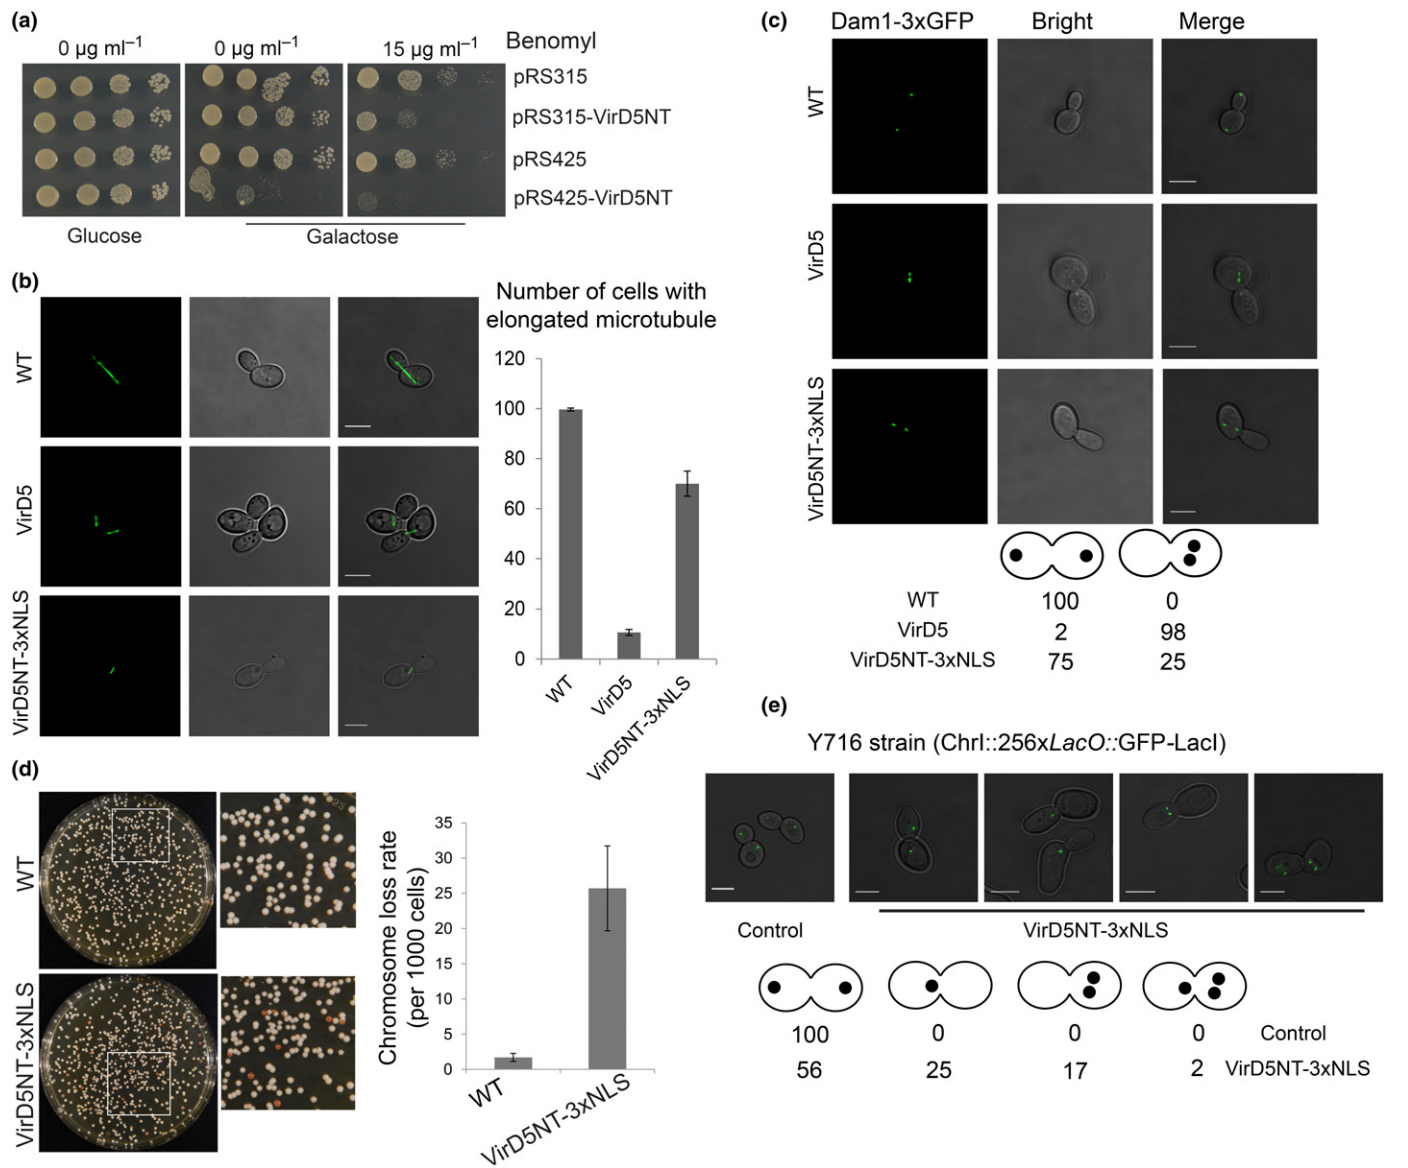 (a)
0 µg ml⁻¹ 0 µg ml⁻¹ 15 µg ml⁻¹ Benomyl
pRS315
pRS315-VirD5NT
pRS425
pRS425-VirD5NT
Glucose Galactose
(b)
Number of cells with
elongated microtubule
WT
VirD5
VirD5NT-3xNLS
120
100
80
60
40
20
0
WT VirD5 VirD5NT-3xNLS
(c)
Dam1-3xGFP Bright Merge
WT
VirD5
VirD5NT-3xNLS
WT 100 0
VirD5 2 98
VirD5NT-3xNLS 75 25
(d)
WT
VirD5NT-3xNLS
Chromosome loss rate
(per 1000 cells)
35
30
25
20
15
10
5
0
WT VirD5NT-3xNLS
(e)
Y716 strain (ChrI::256xLacO::GFP-LacI)
Control VirD5NT-3xNLS
100 0 0 0 Control
56 25 17 2 VirD5NT-3xNLS